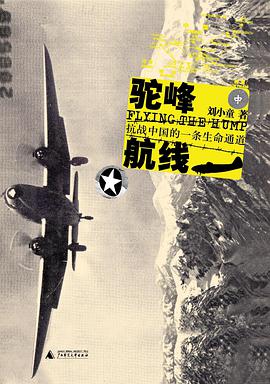 驼峰
中
刘小童 著
FLYING THE HUMP
抗战中国的一条生命通道
航线
广西师范大学出版社